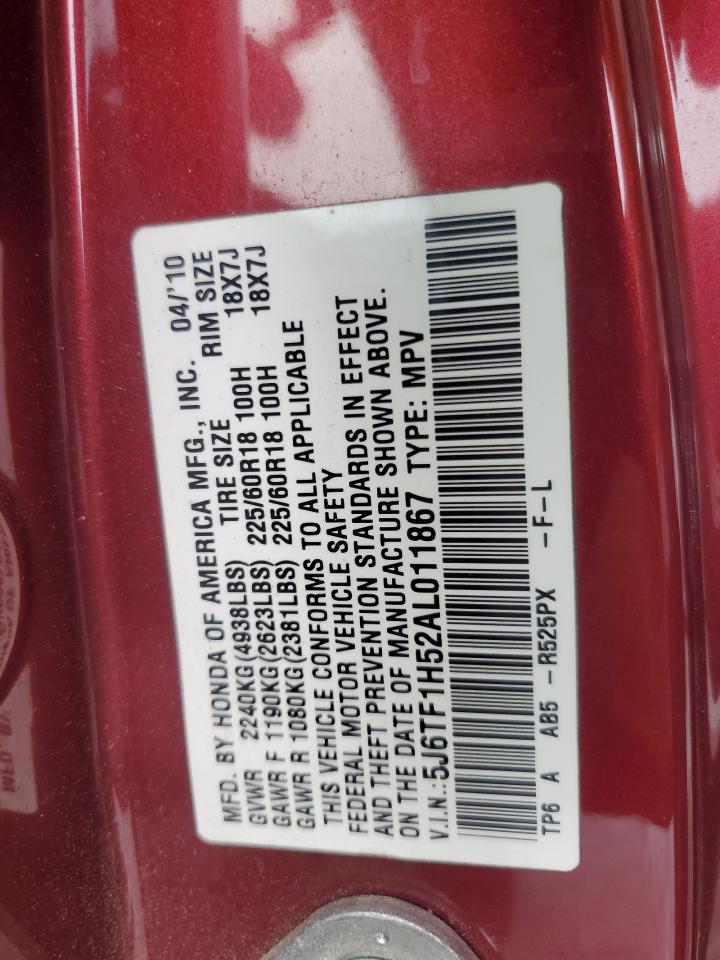 MFD. BY HONDA OF AMERICA MFG., INC. 04/'10
GVWR 2240KG(4938LBS) TIRE SIZE RIM SIZE
GAWR F 1190KG(2623LBS) 225/60R18 100H 18X7J
GAWR R 1080KG(2381LBS) 225/60R18 100H 18X7J
THIS VEHICLE CONFORMS TO ALL APPLICABLE
FEDERAL MOTOR VEHICLE SAFETY
AND THEFT PREVENTION STANDARDS IN EFFECT
ON THE DATE OF MANUFACTURE SHOWN ABOVE.
V.I.N.:5J6TF1H52AL011867 TYPE: MPV
TP6 A AB5 -R525PX -F-L